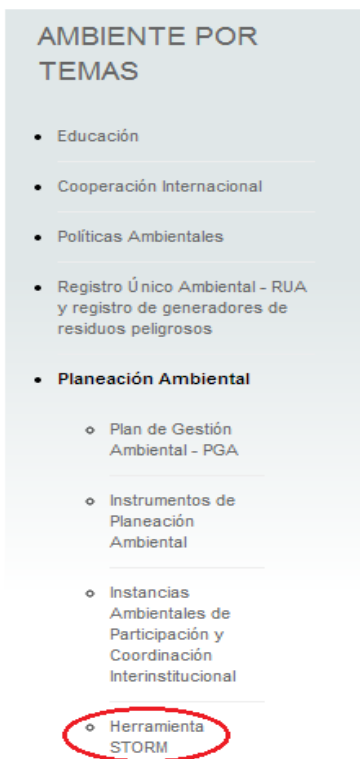 AMBIENTE POR
TEMAS
Educación
Cooperación Internacional
Políticas Ambientales
Registro Único Ambiental - RUA
y registro de generadores de
residuos peligrosos
Planeación Ambiental
Plan de Gestión
Ambiental - PGA
Instrumentos de
Planeación
Ambiental
Instancias
Ambientales de
Participación y
Coordinación
Interinstitucional
Herramienta
STORM